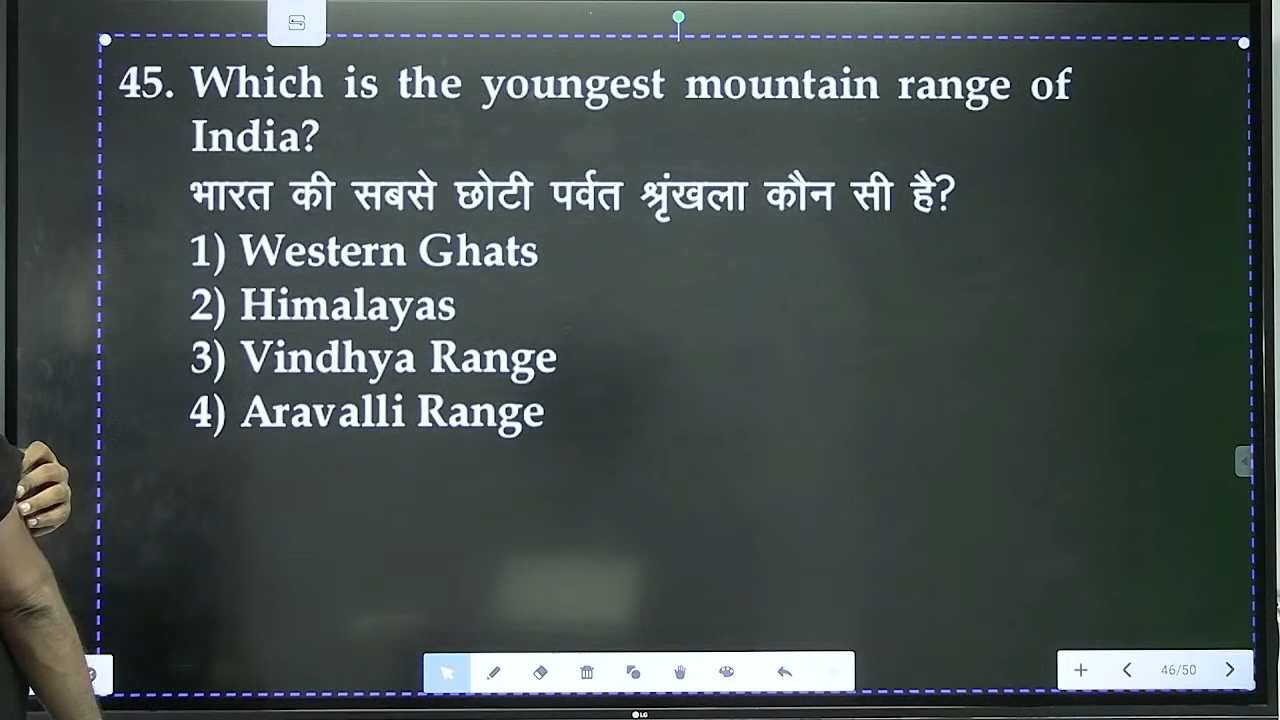 45. Which is the youngest mountain range of
India?
भारत की सबसे छोटी पर्वत श्रृंखला कौन सी है?
1) Western Ghats
2) Himalayas
3) Vindhya Range
4) Aravalli Range
46/50
LG